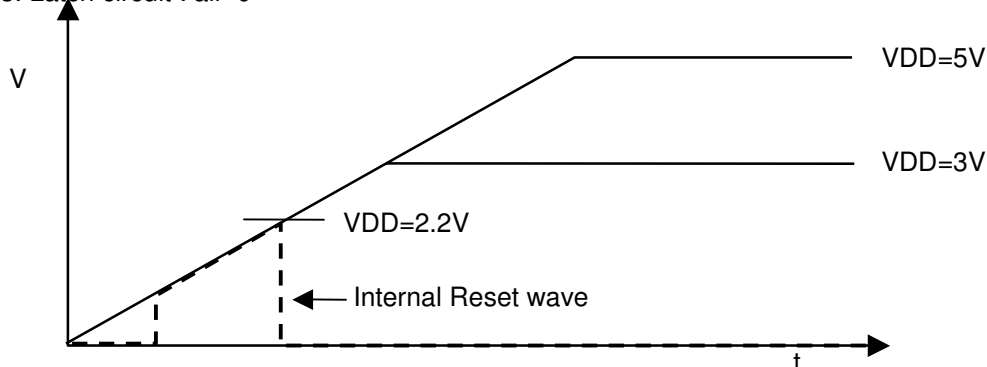 VDD=5V
V
VDD=3V
VDD=2.2V
Internal Reset wave
t